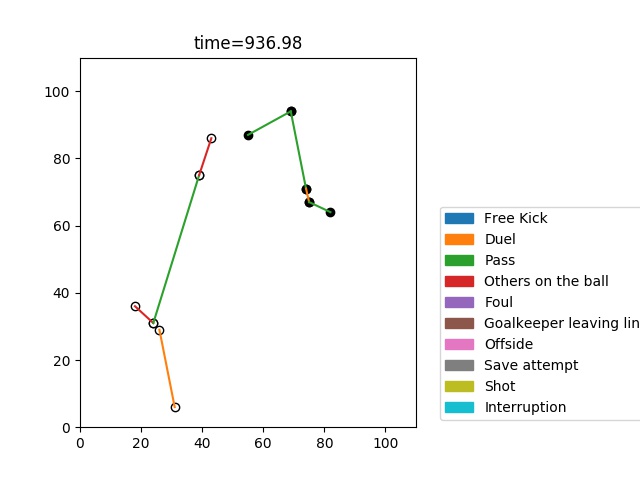 time=936.98
100
80
60
40
20
0
0 20 40 60 80 100
Free Kick
Duel
Pass
Others on the ball
Foul
Goalkeeper leaving lin
Offside
Save attempt
Shot
Interruption